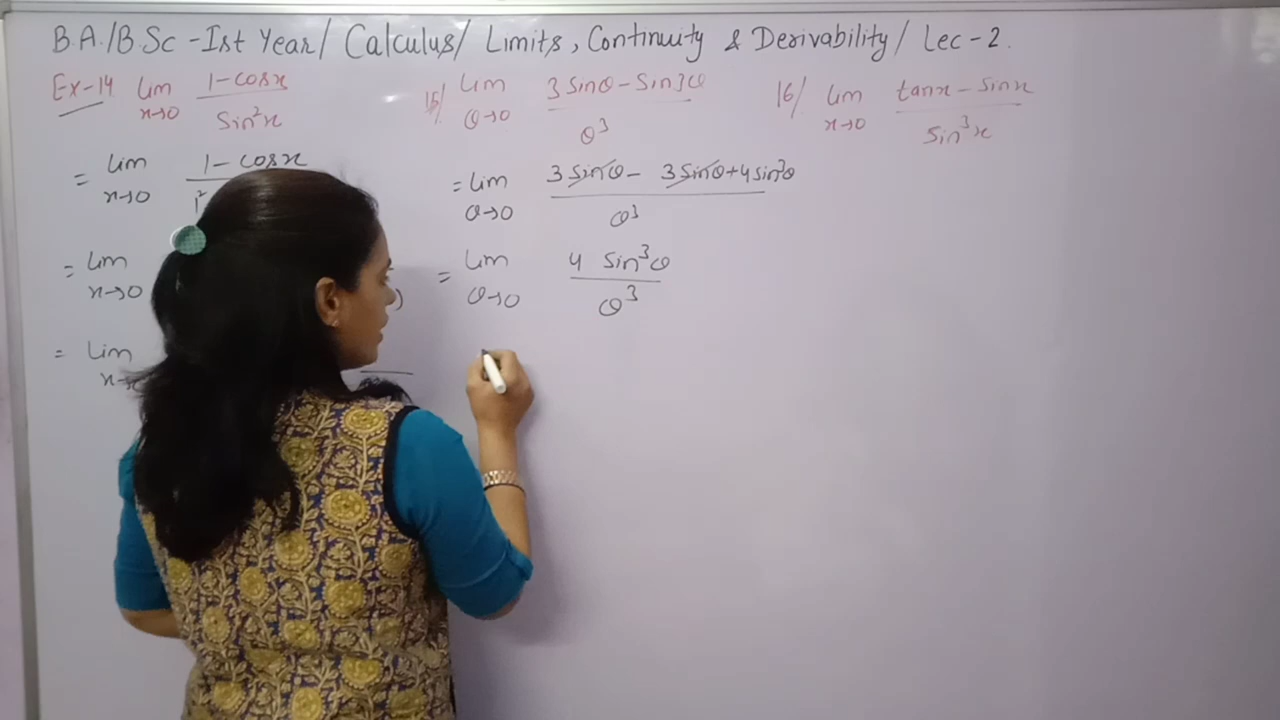 B.A./B.Sc - Ist Year/ Calculus/ Limits, Continuity & Derivability/ Lec-2.
Ex-14 lim x→0 1-cosx / sin²x
= lim x→0 1-cosx / 1²
= lim x→0 )
= lim
15/ lim θ→0 3 sinθ - sin3θ / θ³
= lim θ→0 3 sinθ - 3 sinθ + 4 sin³θ / θ³
= lim θ→0 4 sin³θ / θ³
16/ lim x→0 tanx - sinx / sin³x